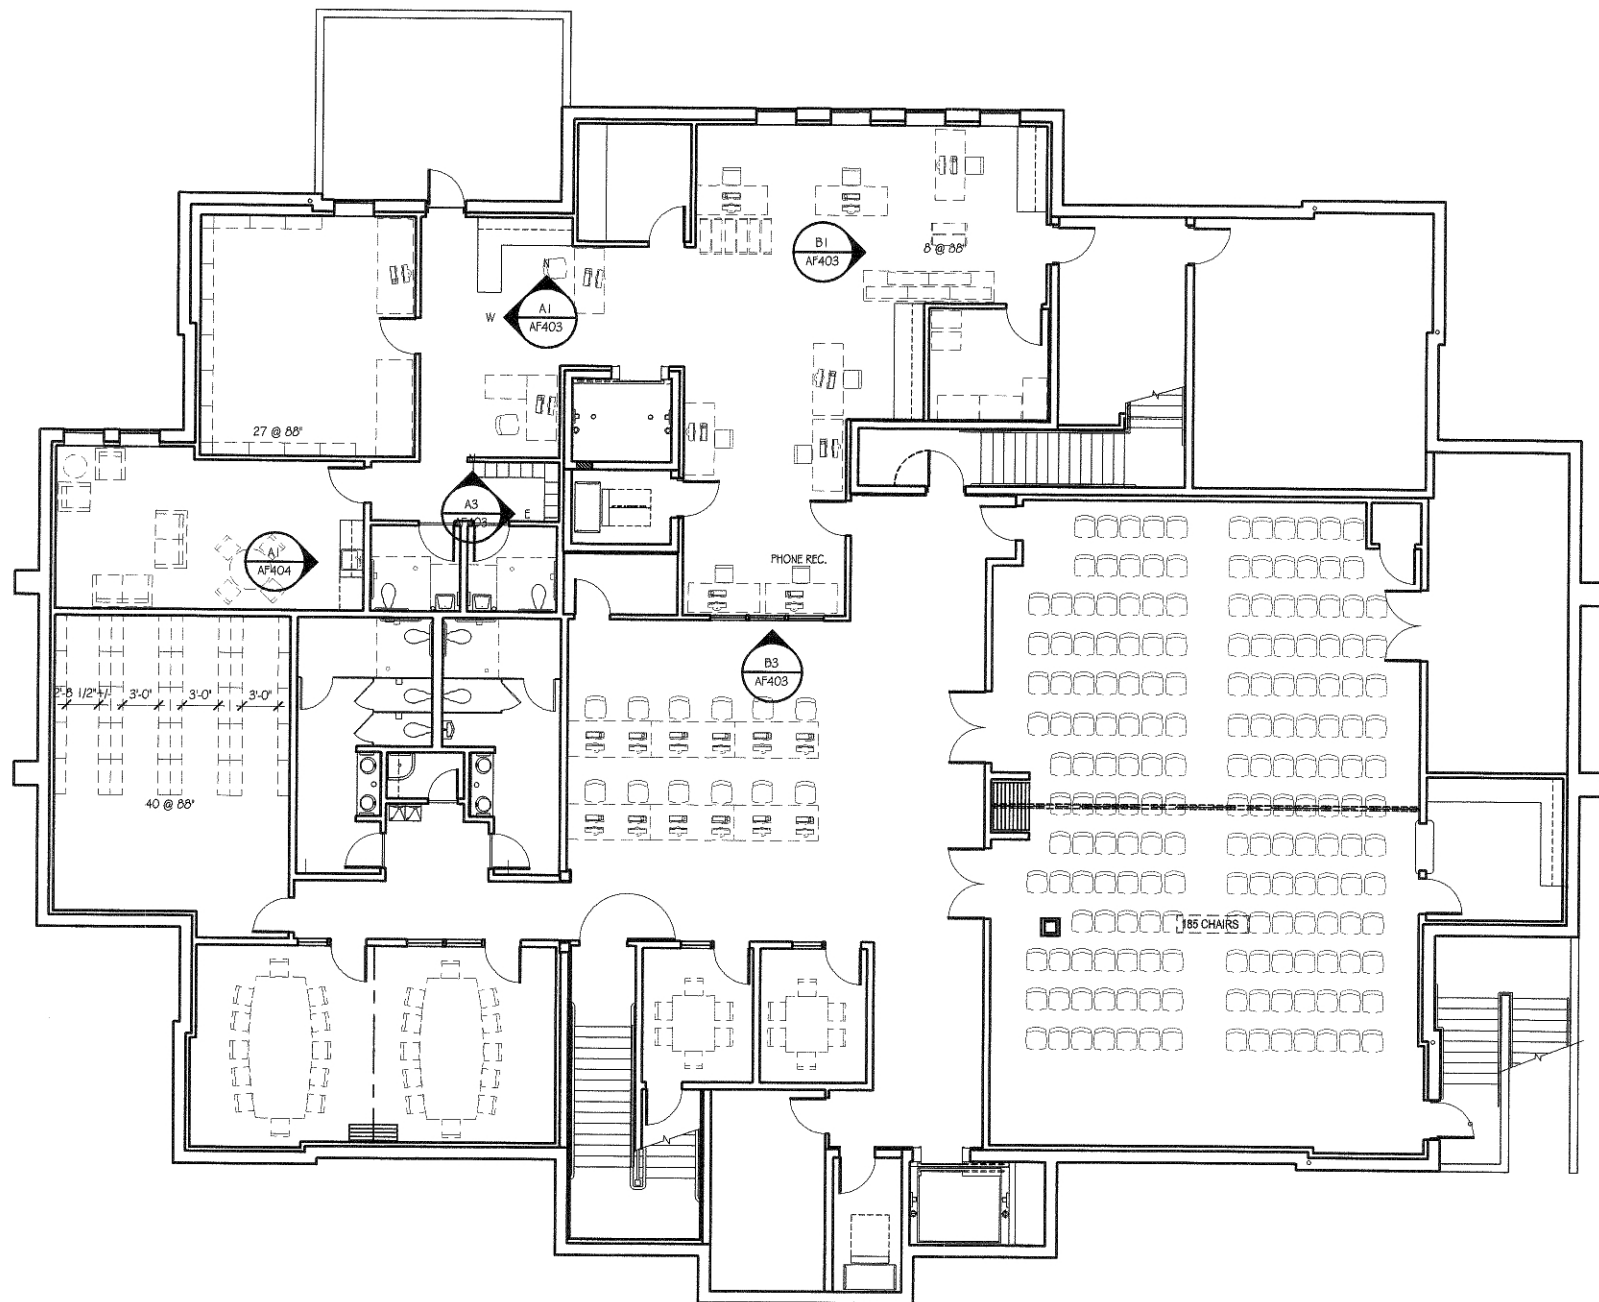 B1
AF403
8 @ 88"
N
W
A1
AF403
27 @ 88"
A3
AF403
E
A1
AF404
PHONE REC.
B3
AF403
2'-8 1/2"+/-
3'-0"
3'-0"
3'-0"
40 @ 88"
185 CHAIRS
N
N
N